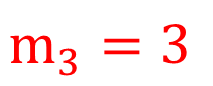 m₃ = 3